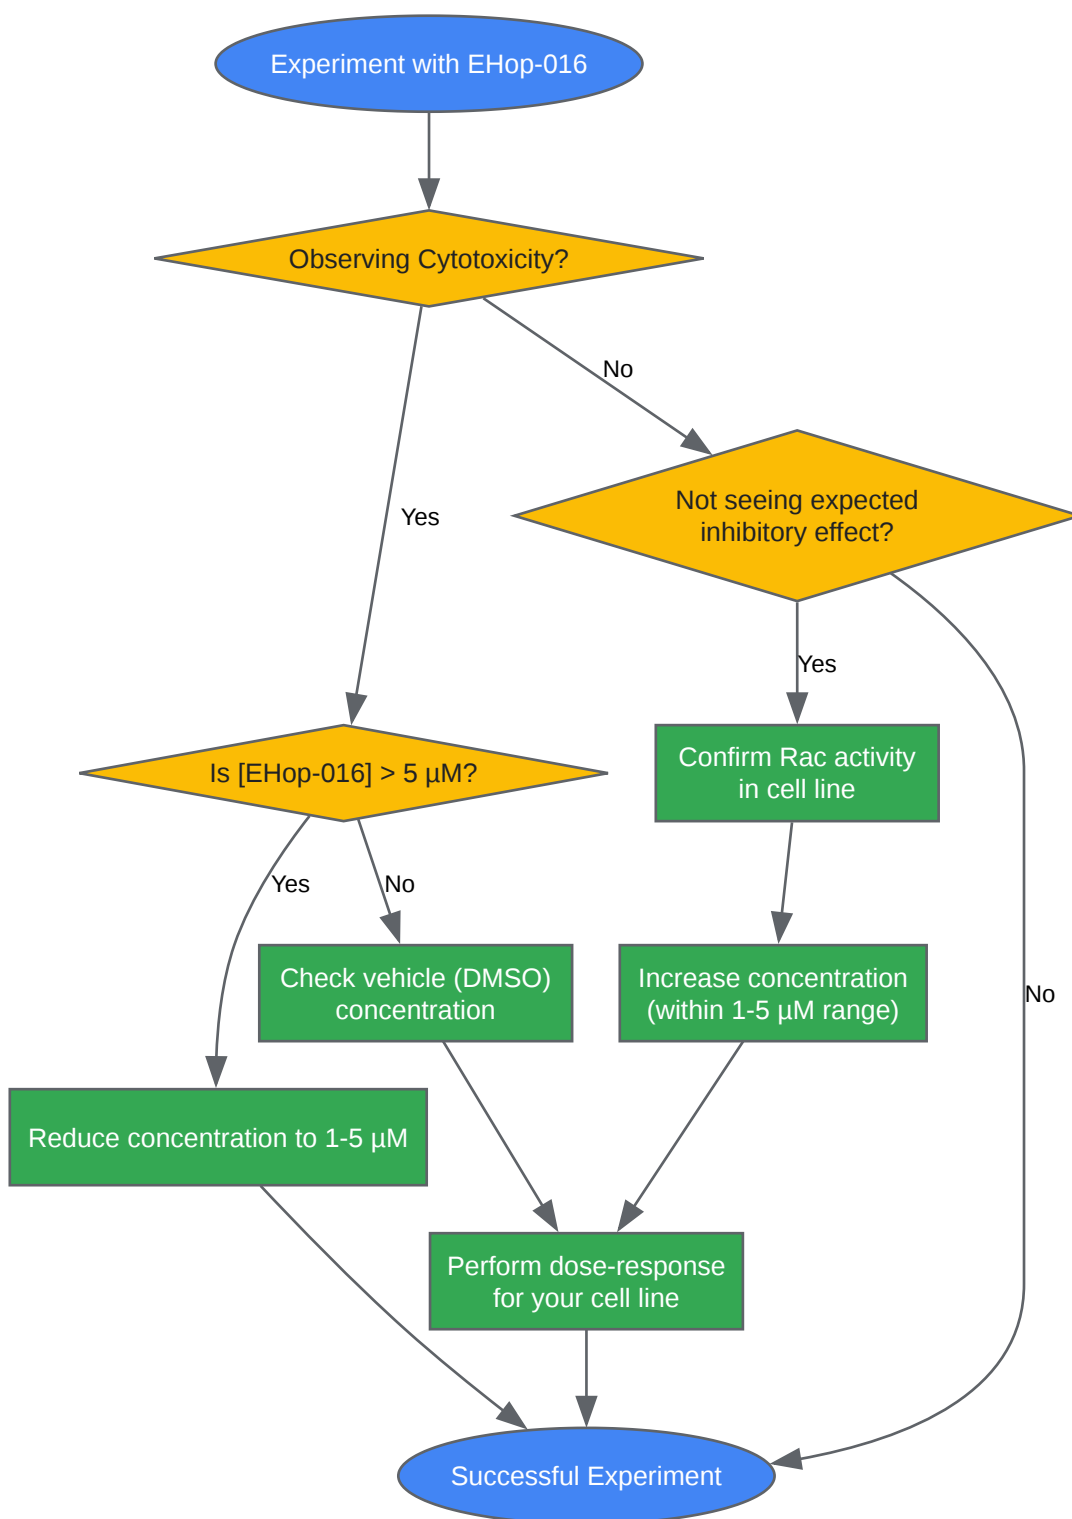 Experiment with EHop-016
Observing Cytotoxicity?
No
Not seeing expected
inhibitory effect?
Yes
Yes
Confirm Rac activity
in cell line
Is [EHop-016] > 5 µM?
Yes
No
Check vehicle (DMSO)
concentration
Increase concentration
(within 1-5 µM range)
No
Reduce concentration to 1-5 µM
Perform dose-response
for your cell line
Successful Experiment